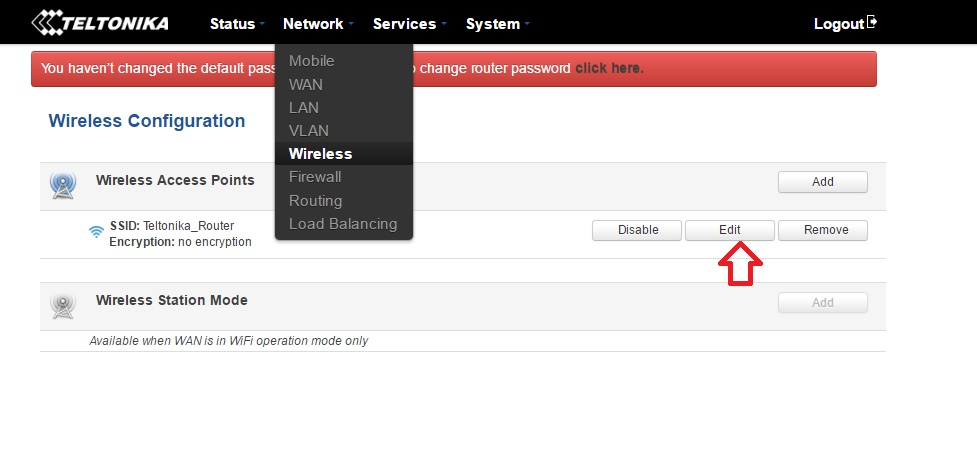 TELTONIKA Status Network Services System Logout
You haven't changed the default pass o change router password click here.
Mobile
WAN
LAN
VLAN
Wireless
Firewall
Routing
Load Balancing
Wireless Configuration
Wireless Access Points Add
SSID: Teltonika_Router
Encryption: no encryption
Disable Edit Remove
Wireless Station Mode Add
Available when WAN is in WiFi operation mode only